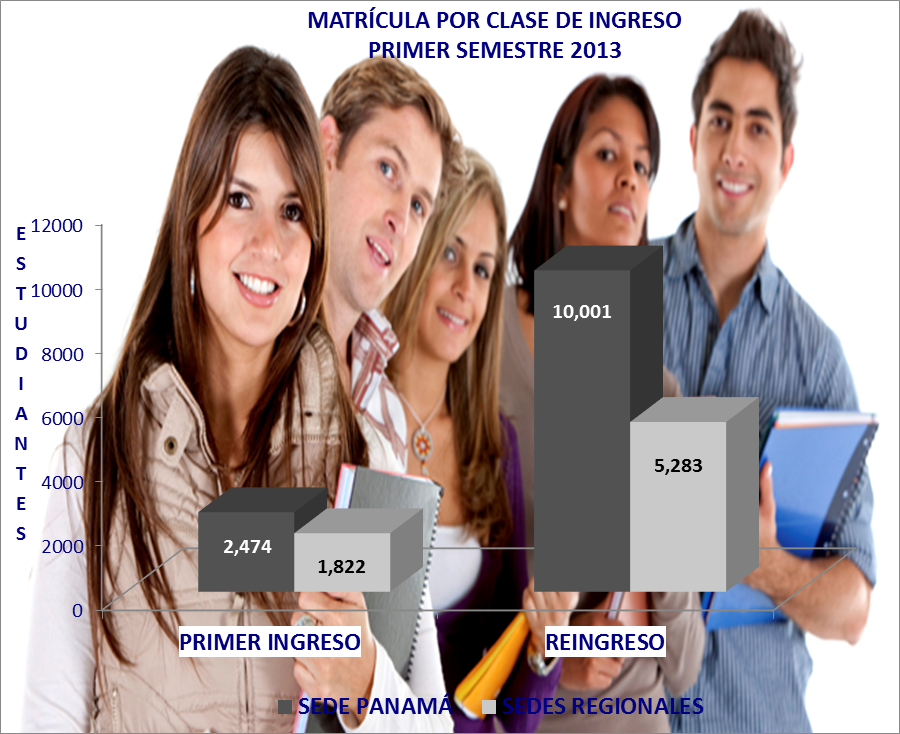 MATRÍCULA POR CLASE DE INGRESO
PRIMER SEMESTRE 2013
ESTUDIANTES
12000
10000
8000
6000
4000
2000
0
2,474
1,822
10,001
5,283
PRIMER INGRESO
REINGRESO
SEDE PANAMÁ
SEDES REGIONALES